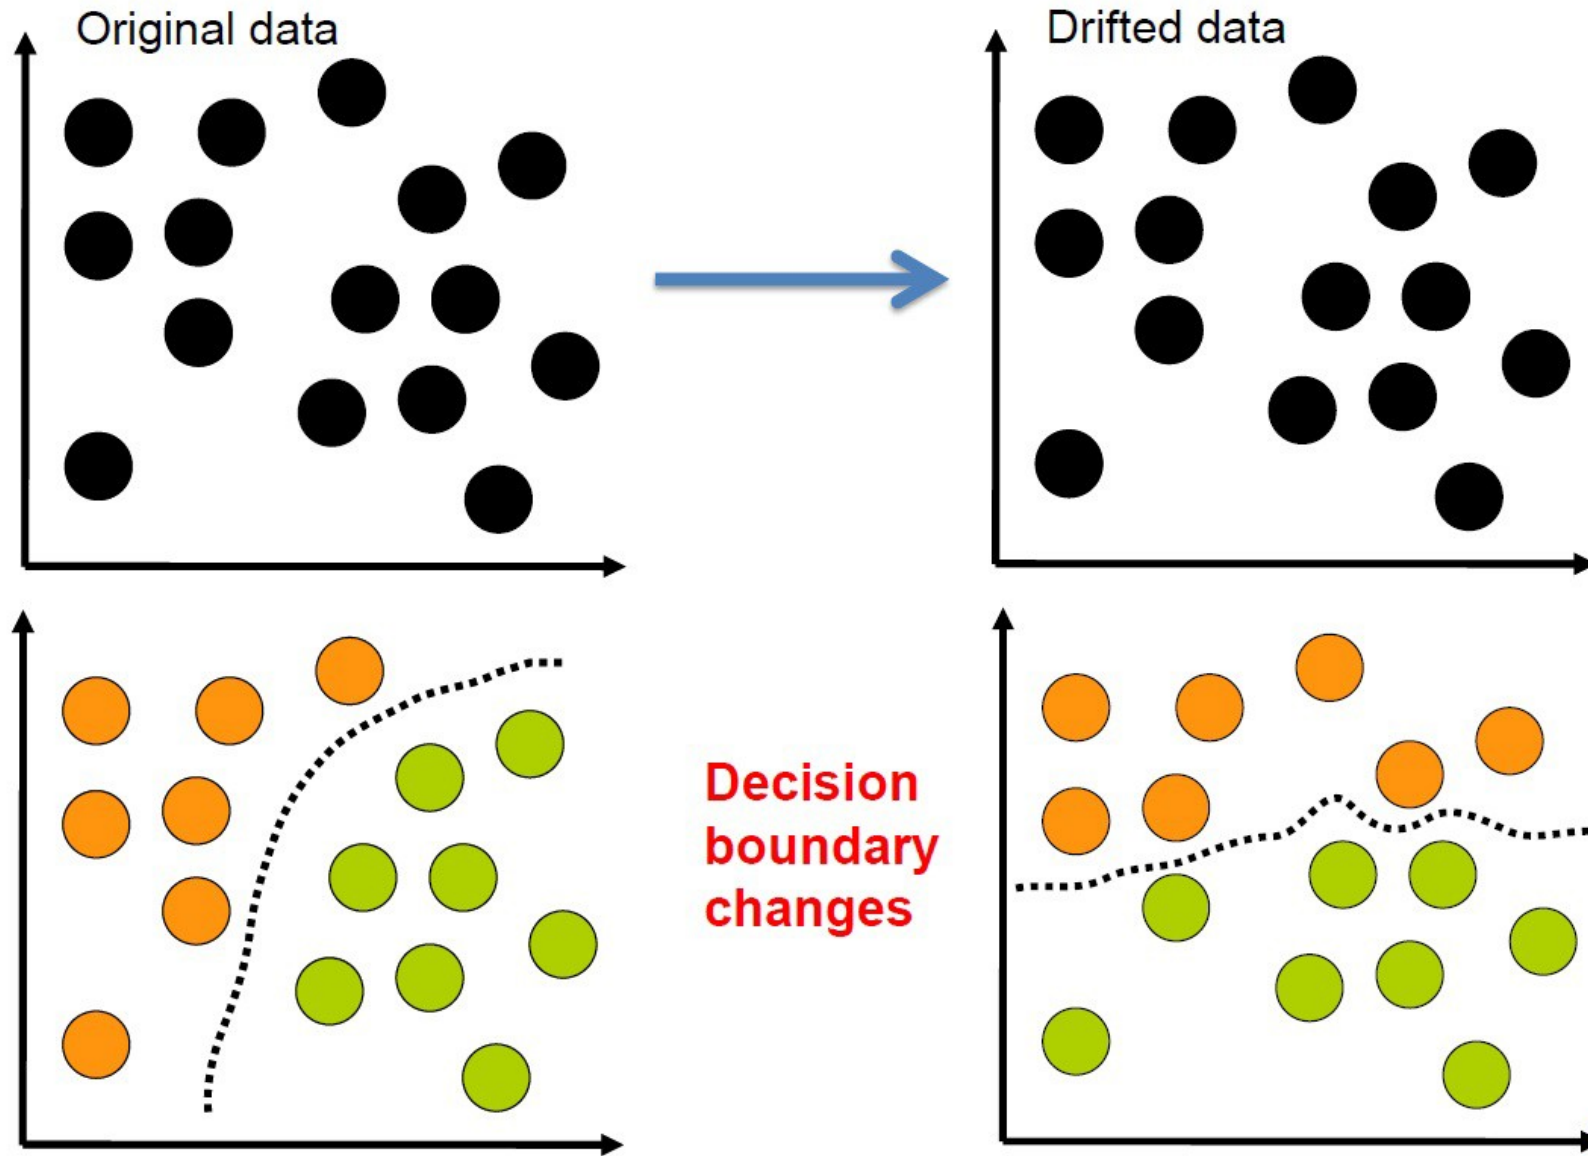 Original data
Drifted data
Decision
boundary
changes